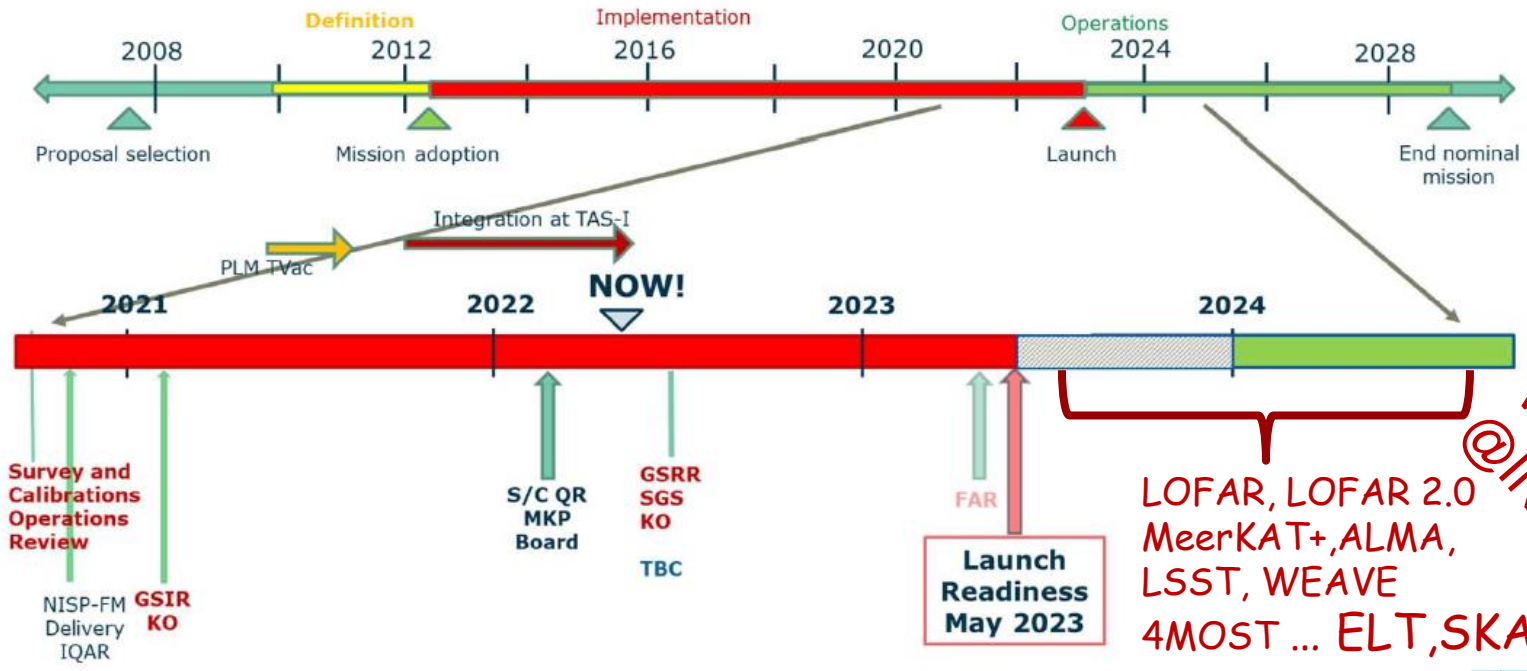 Definition
Implementation
Operations
2008
2012
2016
2020
2024
2028
Proposal selection
Mission adoption
Launch
End nominal
mission
Integration at TAS-I
PLM TVac
NOW!
2021
2022
2023
2024
Survey and
Calibrations
Operations
Review
NISP-FM
Delivery
IQAR
GSIR
KO
S/C QR
MKP
Board
GSRR
SGS
KO
TBC
FAR
Launch
Readiness
May 2023
LOFAR, LOFAR 2.0
MeerKAT+,ALMA,
LSST, WEAVE
4MOST ... ELT,SKA